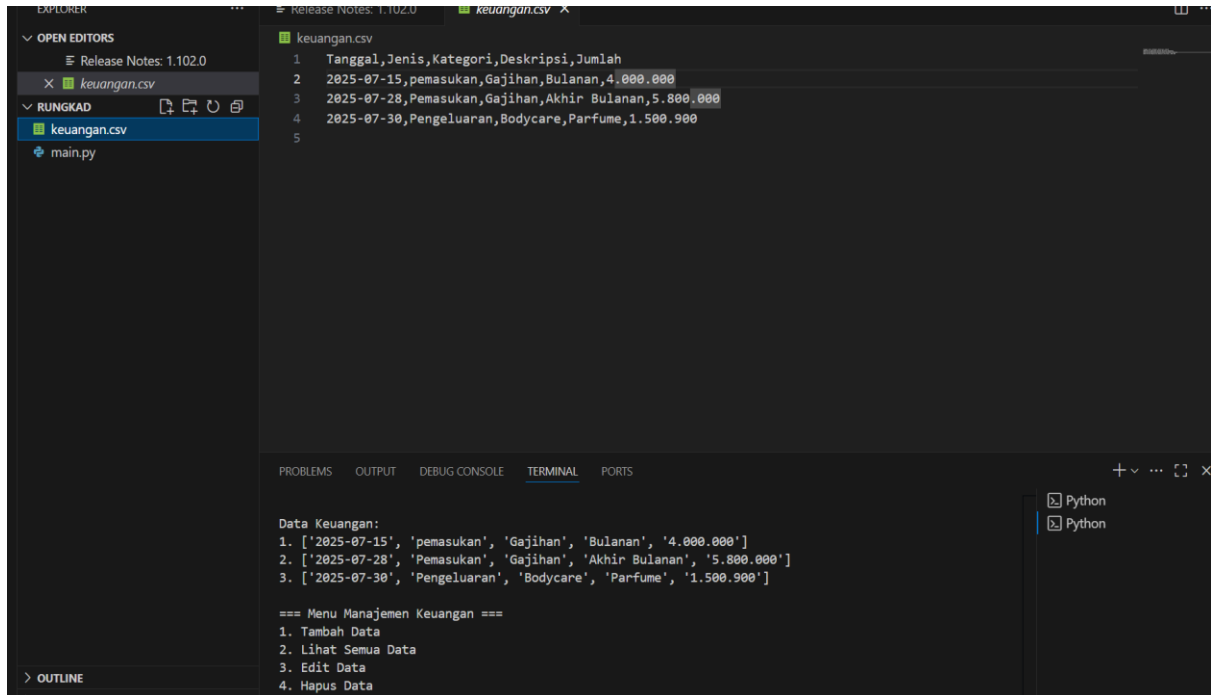 EXPLORER
OPEN EDITORS
Release Notes: 1.102.0
keuangan.csv
RUNGKAD
keuangan.csv
main.py
OUTLINE
Release Notes: 1.102.0
keuangan.csv
keuangan.csv
1 Tanggal,Jenis,Kategori,Deskripsi,Jumlah
2 2025-07-15,pemasukan,Gajihan,Bulanan,4.000.000
3 2025-07-28,Pemasukan,Gajihan,Akhir Bulanan,5.800.000
4 2025-07-30,Pengeluaran,Bodycare,Parfume,1.500.900
5
PROBLEMS OUTPUT DEBUG CONSOLE TERMINAL PORTS
Data Keuangan:
1. ['2025-07-15', 'pemasukan', 'Gajihan', 'Bulanan', '4.000.000']
2. ['2025-07-28', 'Pemasukan', 'Gajihan', 'Akhir Bulanan', '5.800.000']
3. ['2025-07-30', 'Pengeluaran', 'Bodycare', 'Parfume', '1.500.900']
=== Menu Manajemen Keuangan ===
1. Tambah Data
2. Lihat Semua Data
3. Edit Data
4. Hapus Data
Python
Python